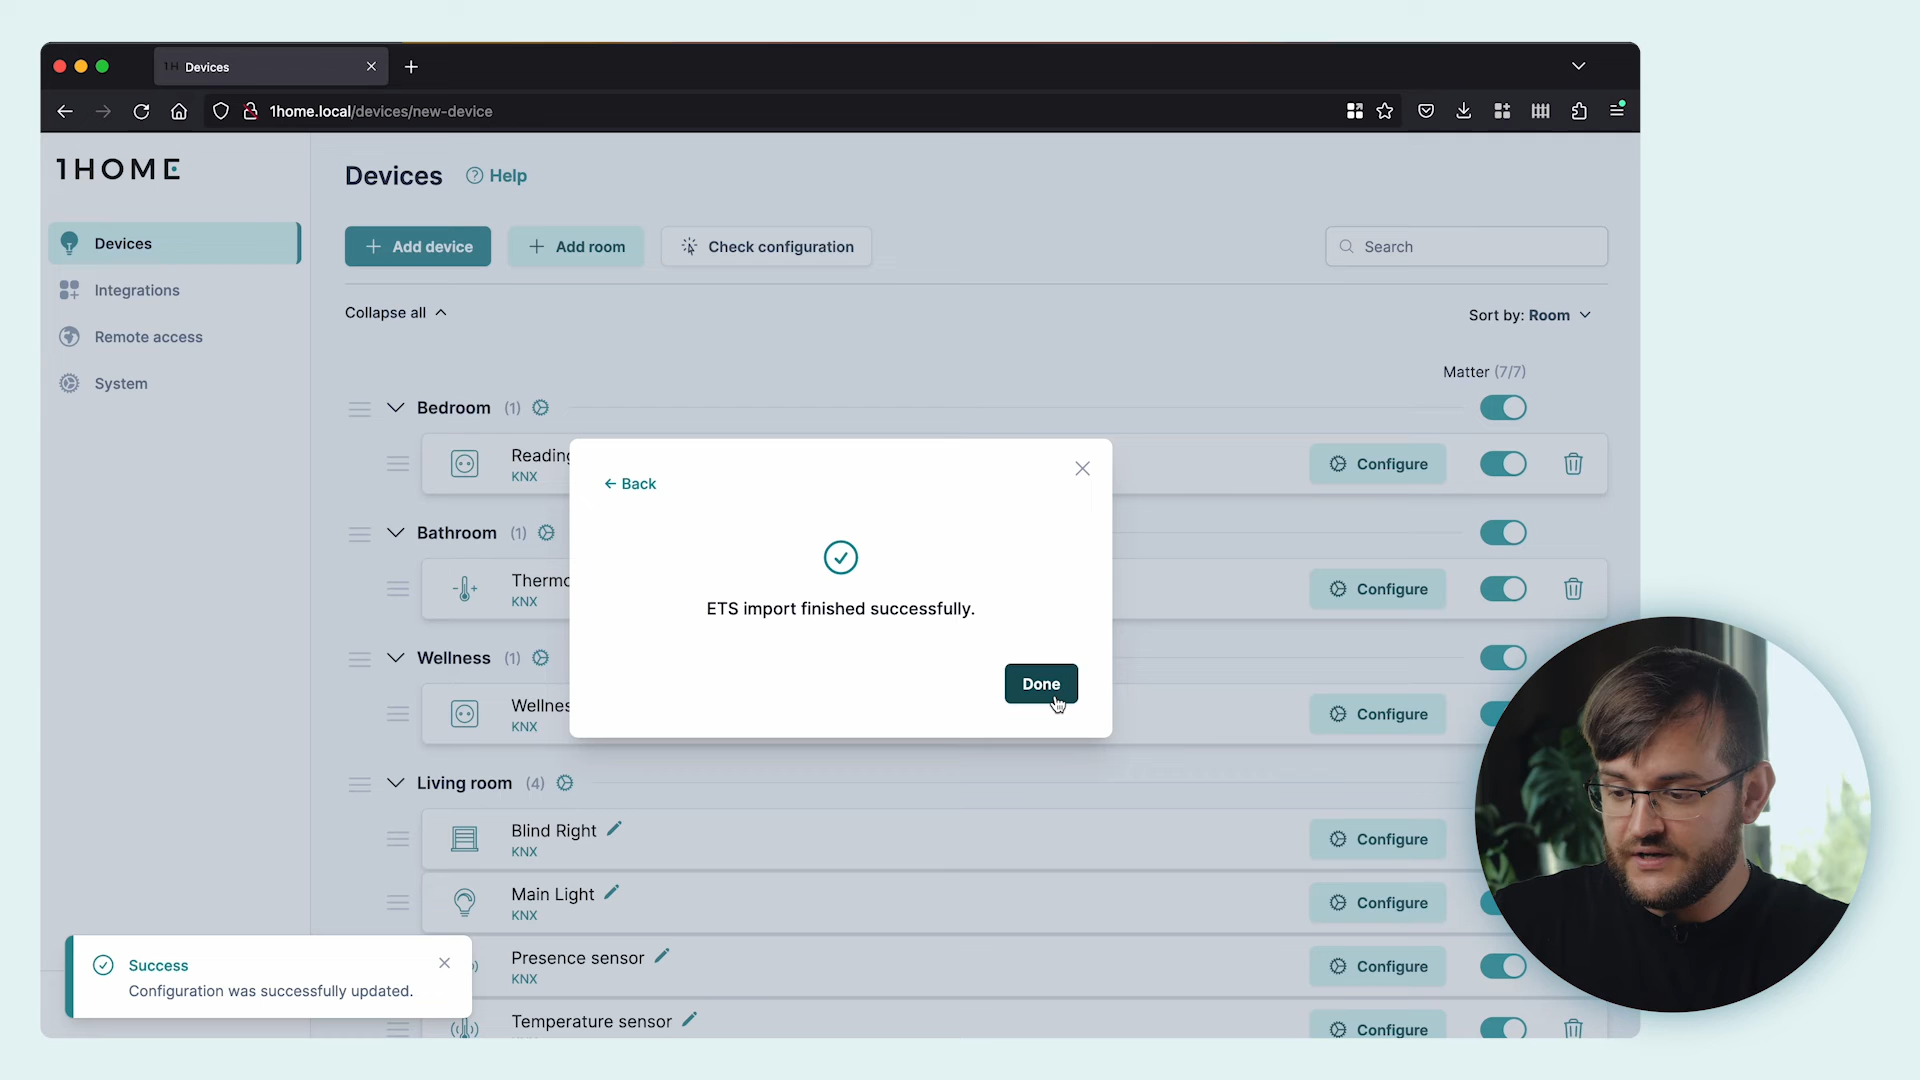 1H Devices
1home.local/devices/new-device
1HOME
Devices
Integrations
Remote access
System
Devices
Help
Add device
Add room
Check configuration
Search
Collapse all
Sort by: Room
Matter (7/7)
Bedroom (1)
KNX
Configure
Bathroom (1)
KNX
Configure
Wellness (1)
KNX
Configure
Back
ETS import finished successfully.
Done
Living room (4)
Blind Right
KNX
Configure
Main Light
KNX
Configure
Presence sensor
KNX
Configure
Temperature sensor
Configure
Success
Configuration was successfully updated.